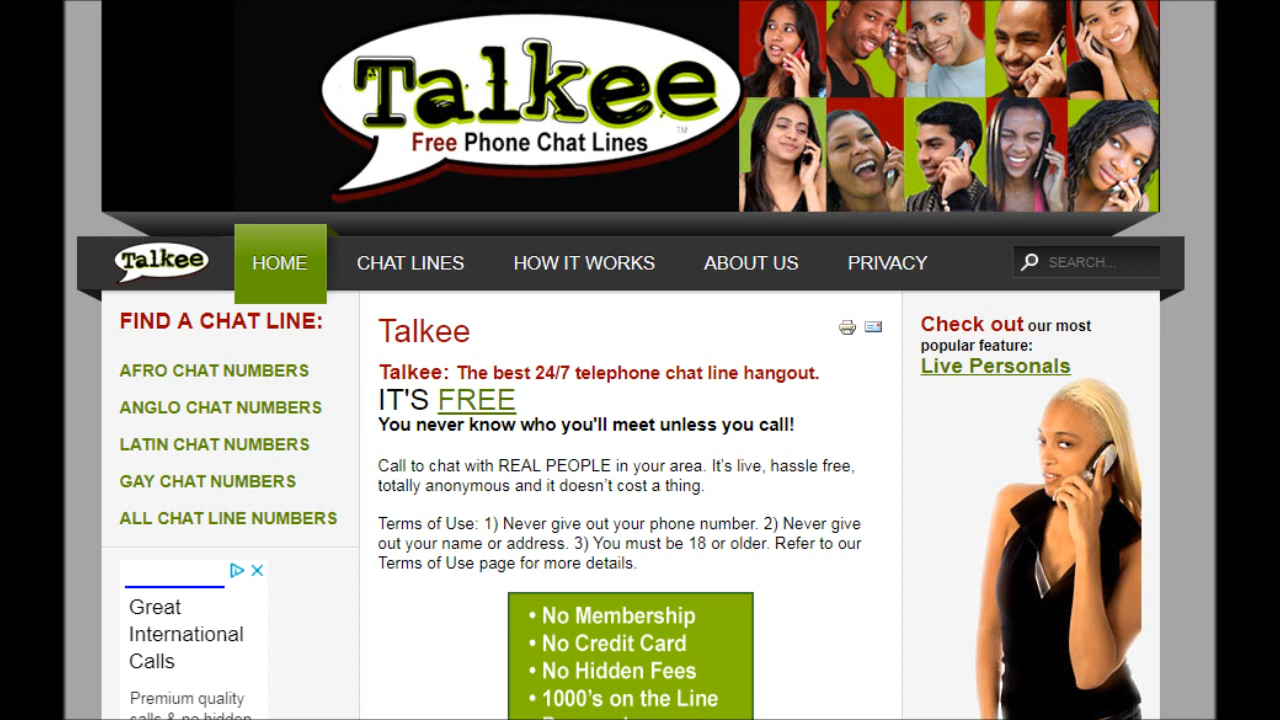 Talkee
TM
Free Phone Chat Lines
Talkee
HOME
CHAT LINES
HOW IT WORKS
ABOUT US
PRIVACY
SEARCH...
FIND A CHAT LINE:
AFRO CHAT NUMBERS
ANGLO CHAT NUMBERS
LATIN CHAT NUMBERS
GAY CHAT NUMBERS
ALL CHAT LINE NUMBERS
Great
International
Calls
Premium quality
calls & no hidden
Talkee
Talkee: The best 24/7 telephone chat line hangout.
IT'S FREE
You never know who you'll meet unless you call!
Call to chat with REAL PEOPLE in your area. It’s live, hassle free,
totally anonymous and it doesn’t cost a thing.
Terms of Use: 1) Never give out your phone number. 2) Never give
out your name or address. 3) You must be 18 or older. Refer to our
Terms of Use page for more details.
• No Membership
• No Credit Card
• No Hidden Fees
• 1000’s on the Line
Check out our most
popular feature:
Live Personals